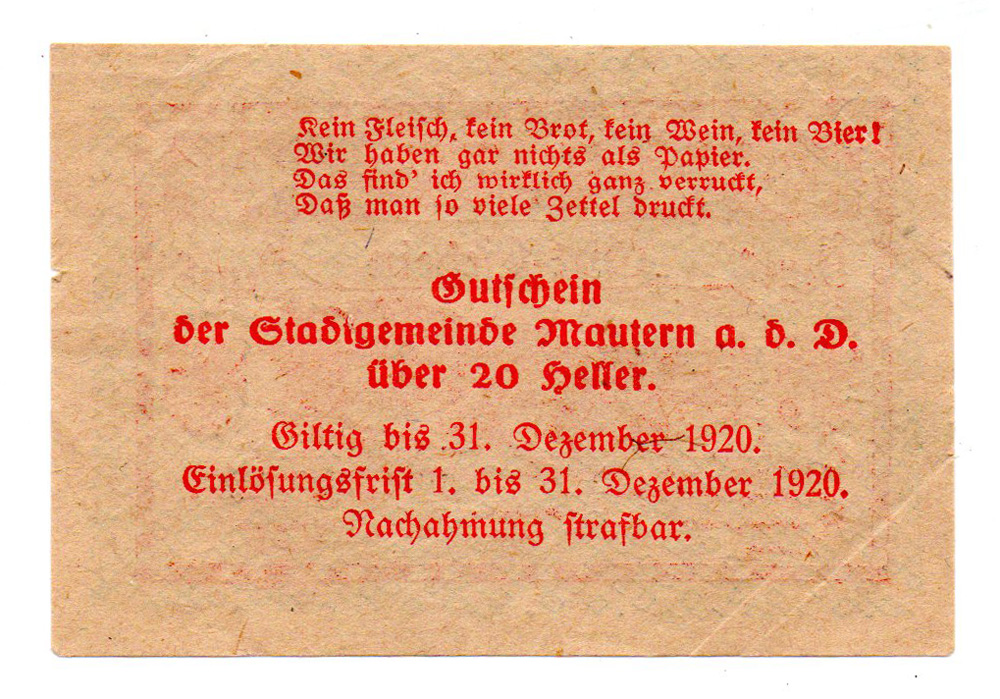 Kein Fleisch, kein Brot, kein Wein, kein Bier!
Wir haben gar nichts als Papier.
Das find' ich wirklich ganz verruckt,
Daß man so viele Zettel druckt.
Gutschein
der Stadtgemeinde Mautern a. d. D.
über 20 Heller.
Giltig bis 31. Dezember 1920.
Einlösungsfrist 1. bis 31. Dezember 1920.
Nachahmung strafbar.